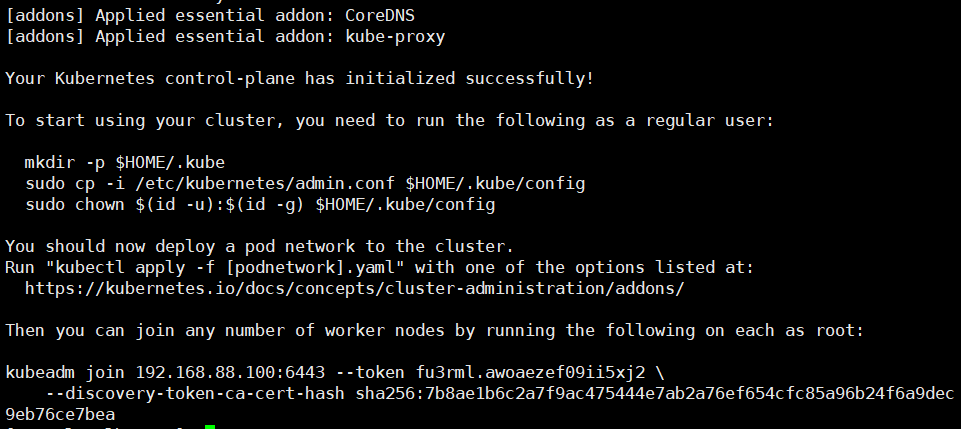 [addons] Applied essential addon: CoreDNS
[addons] Applied essential addon: kube-proxy

Your Kubernetes control-plane has initialized successfully!

To start using your cluster, you need to run the following as a regular user:

  mkdir -p $HOME/.kube
  sudo cp -i /etc/kubernetes/admin.conf $HOME/.kube/config
  sudo chown $(id -u):$(id -g) $HOME/.kube/config

You should now deploy a pod network to the cluster.
Run "kubectl apply -f [podnetwork].yaml" with one of the options listed at:
  https://kubernetes.io/docs/concepts/cluster-administration/addons/

Then you can join any number of worker nodes by running the following on each as root:

kubeadm join 192.168.88.100:6443 --token fu3rml.awoaezef09ii5xj2 \
    --discovery-token-ca-cert-hash sha256:7b8ae1b6c2a7f9ac475444e7ab2a76ef654cfc85a96b24f6a9dec
9eb76ce7bea